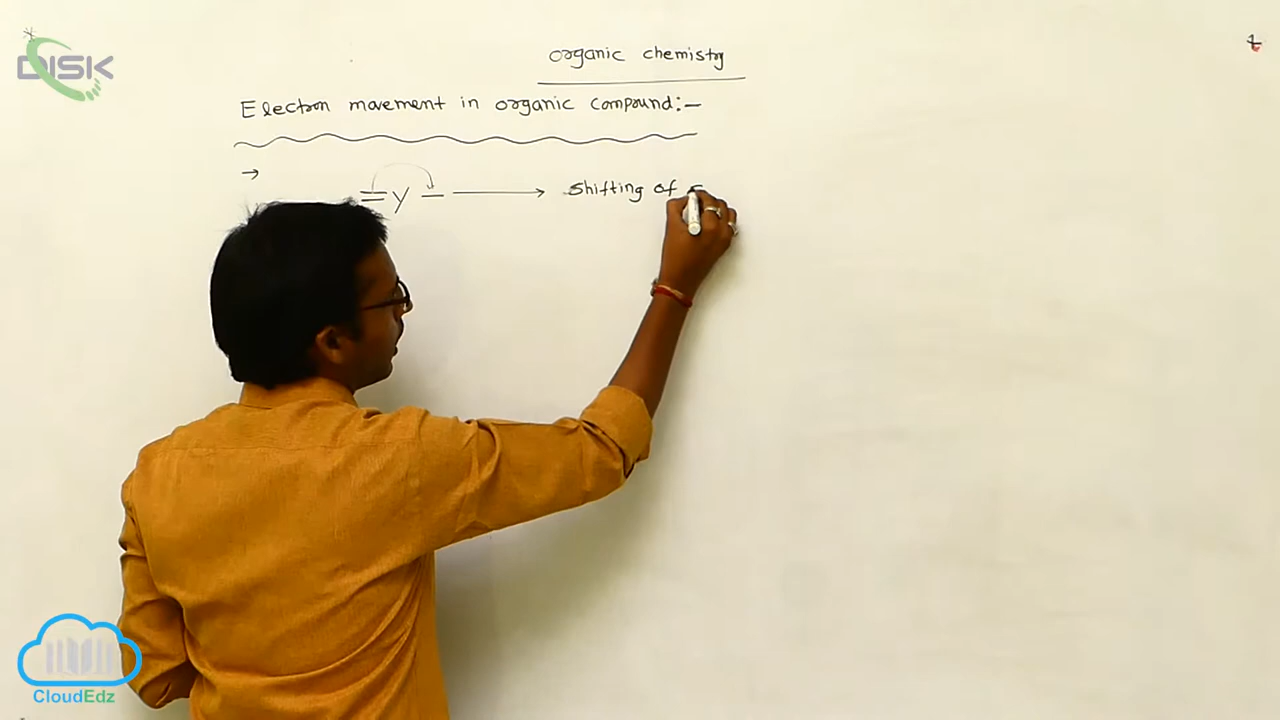 DISK
organic chemistry
Electron movement in organic compound:-
→
= y - → Shifting of
CloudEdz